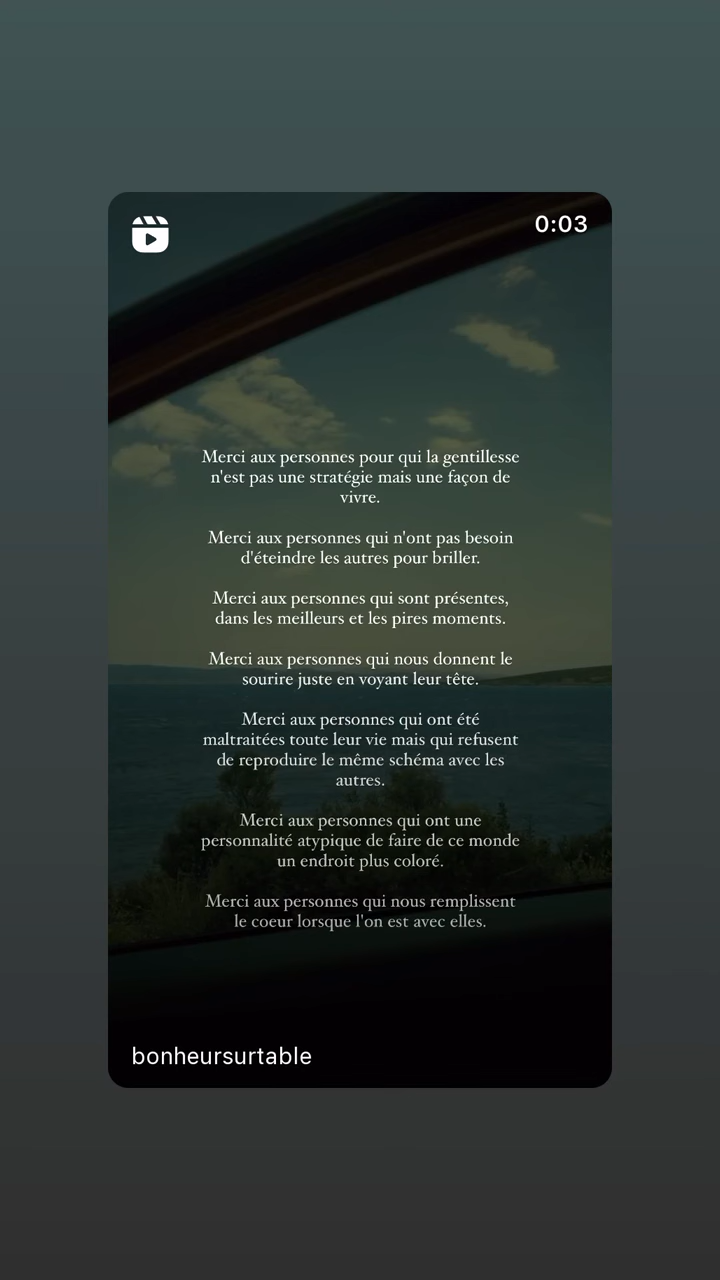 0:03
Merci aux personnes pour qui la gentillesse
n'est pas une stratégie mais une façon de
vivre.
Merci aux personnes qui n'ont pas besoin
d'éteindre les autres pour briller.
Merci aux personnes qui sont présentes,
dans les meilleurs et les pires moments.
Merci aux personnes qui nous donnent le
sourire juste en voyant leur tête.
Merci aux personnes qui ont été
maltraitées toute leur vie mais qui refusent
de reproduire le même schéma avec les
autres.
Merci aux personnes qui ont une
personnalité atypique de faire de ce monde
un endroit plus coloré.
Merci aux personnes qui nous remplissent
le coeur lorsque l'on est avec elles.
bonheursurtable